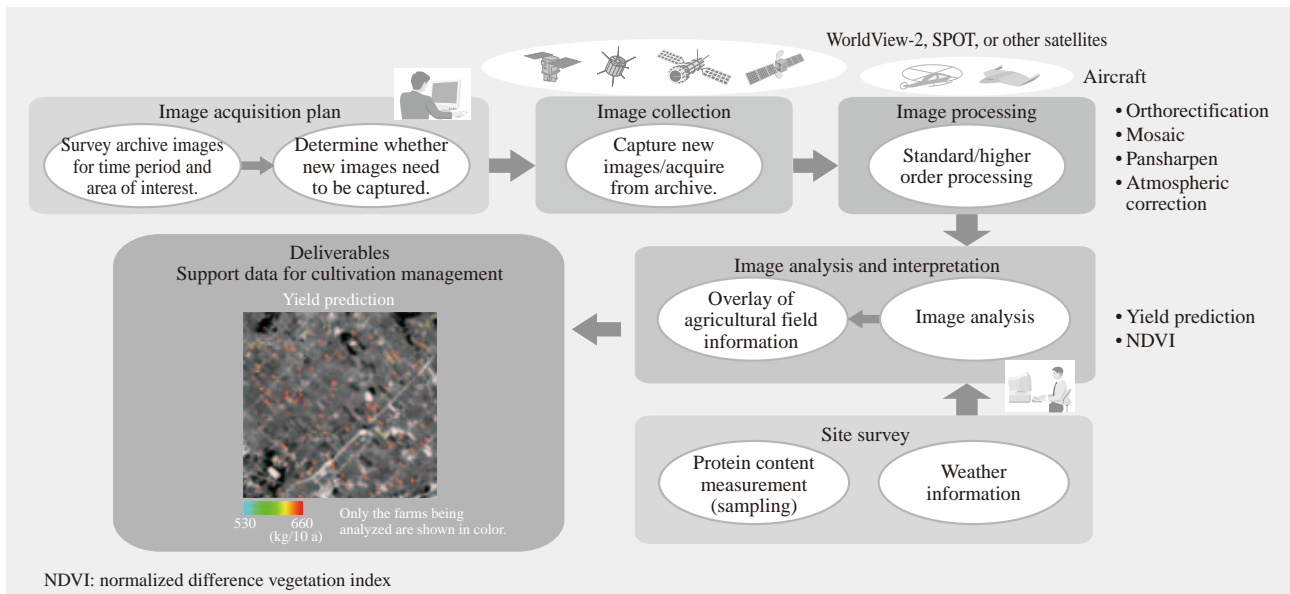 WorldView-2, SPOT, or other satellites
Aircraft
Image acquisition plan
Survey archive images
for time period and
area of interest.
Determine whether
new images need
to be captured.
Image collection
Capture new
images/acquire
from archive.
Image processing
Standard/higher
order processing
• Orthorectification
• Mosaic
• Pansharpen
• Atmospheric
correction
Deliverables
Support data for cultivation management
Yield prediction
530
660
(kg/10 a)
Only the farms being
analyzed are shown in color.
Image analysis and interpretation
Overlay of
agricultural field
information
Image analysis
• Yield prediction
• NDVI
Site survey
Protein content
measurement
(sampling)
Weather
information
NDVI: normalized difference vegetation index